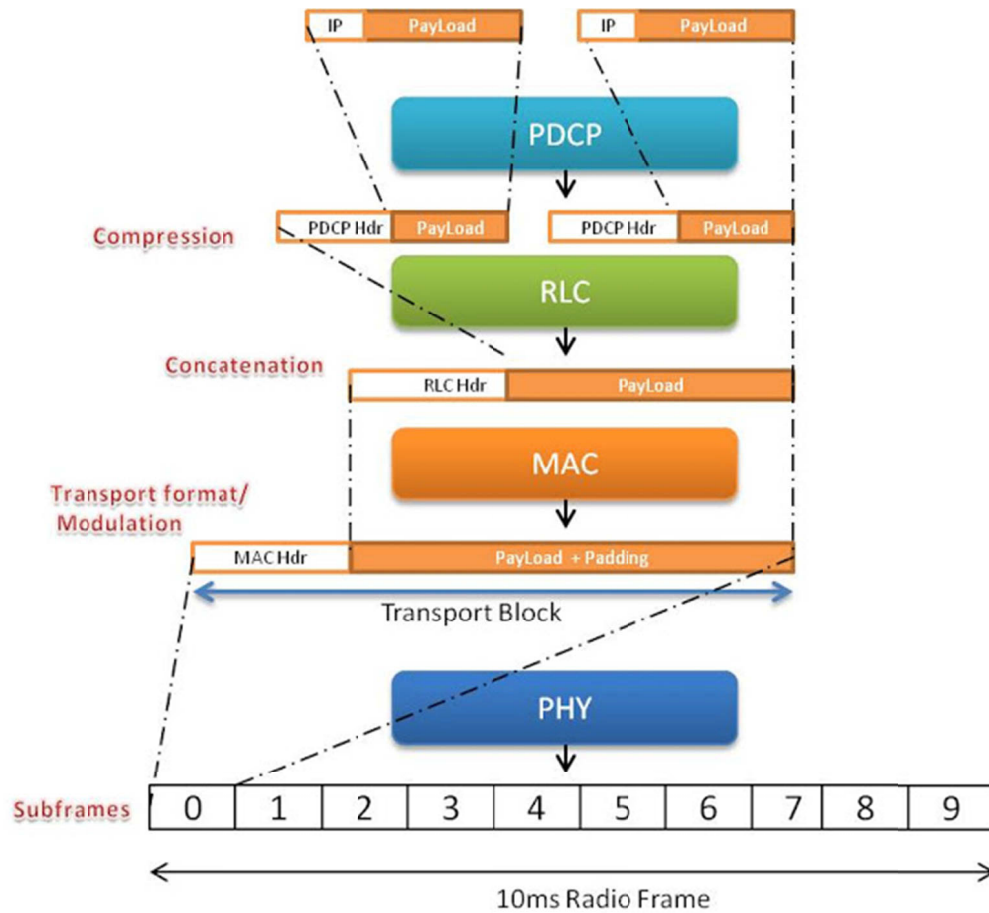 IP PayLoad IP PayLoad
PDCP
Compression PDCP Hdr PayLoad PDCP Hdr PayLoad
RLC
Concatenation RLC Hdr PayLoad
MAC
Transport format/
Modulation
MAC Hdr PayLoad + Padding
Transport Block
PHY
Subframes 0 1 2 3 4 5 6 7 8 9
10ms Radio Frame